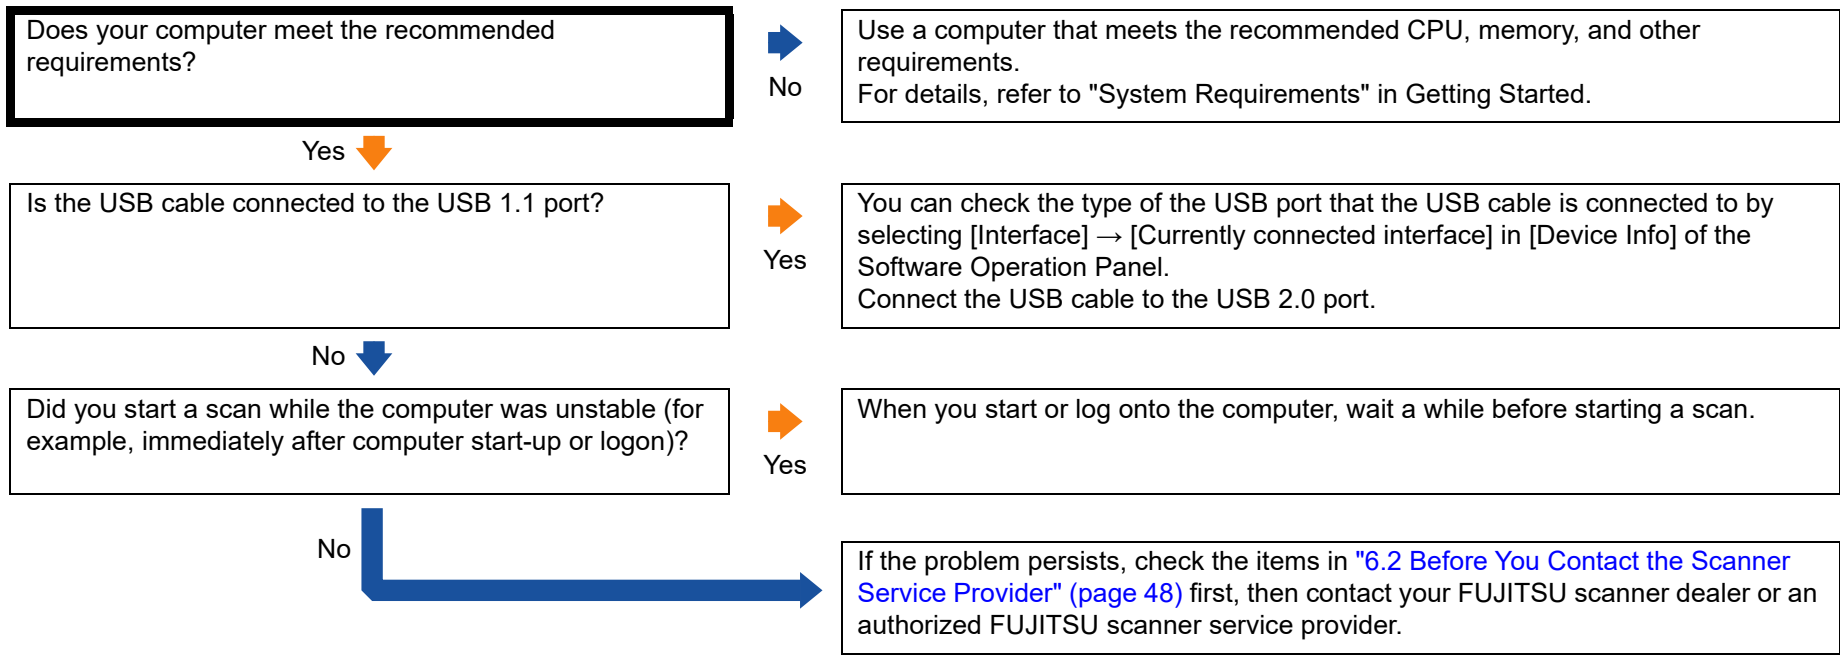 Does your computer meet the recommended
requirements?
No
Use a computer that meets the recommended CPU, memory, and other
requirements.
For details, refer to "System Requirements" in Getting Started.
Yes
Is the USB cable connected to the USB 1.1 port?
Yes
You can check the type of the USB port that the USB cable is connected to by
selecting [Interface] → [Currently connected interface] in [Device Info] of the
Software Operation Panel.
Connect the USB cable to the USB 2.0 port.
No
Did you start a scan while the computer was unstable (for
example, immediately after computer start-up or logon)?
Yes
When you start or log onto the computer, wait a while before starting a scan.
No
If the problem persists, check the items in "6.2 Before You Contact the Scanner
Service Provider" (page 48) first, then contact your FUJITSU scanner dealer or an
authorized FUJITSU scanner service provider.